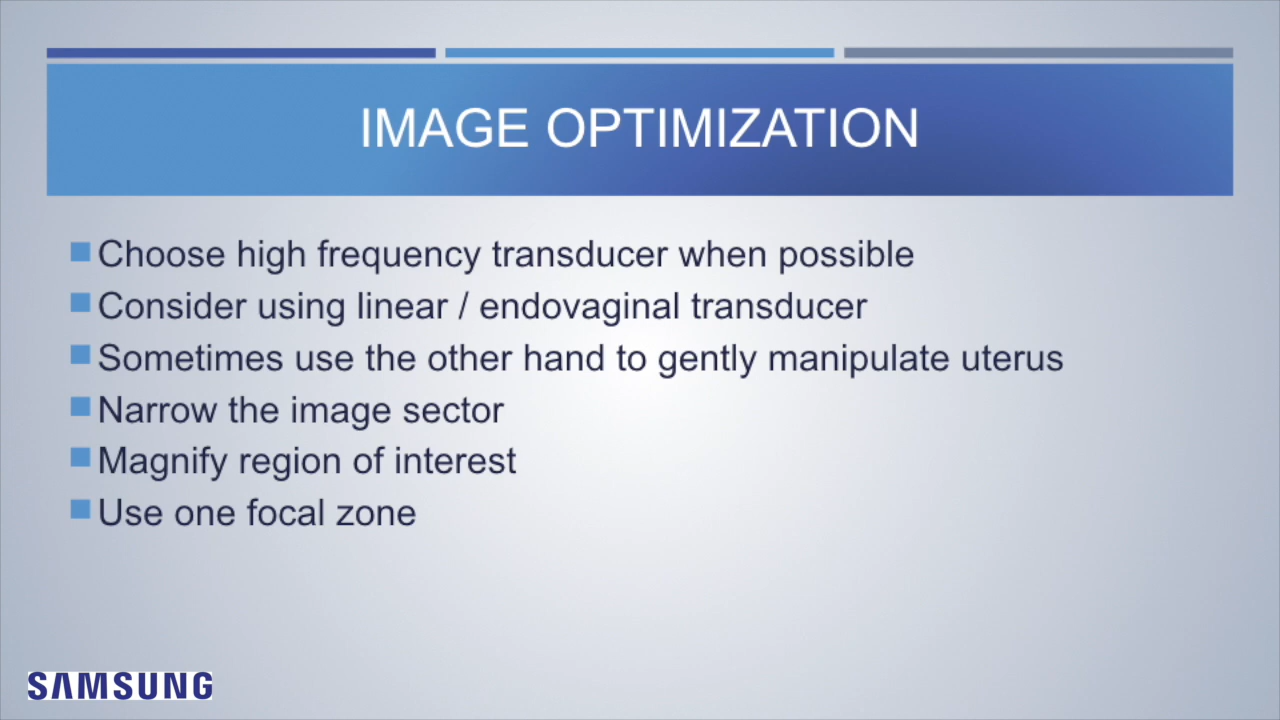 IMAGE OPTIMIZATION
Choose high frequency transducer when possible
Consider using linear / endovaginal transducer
Sometimes use the other hand to gently manipulate uterus
Narrow the image sector
Magnify region of interest
Use one focal zone
SAMSUNG